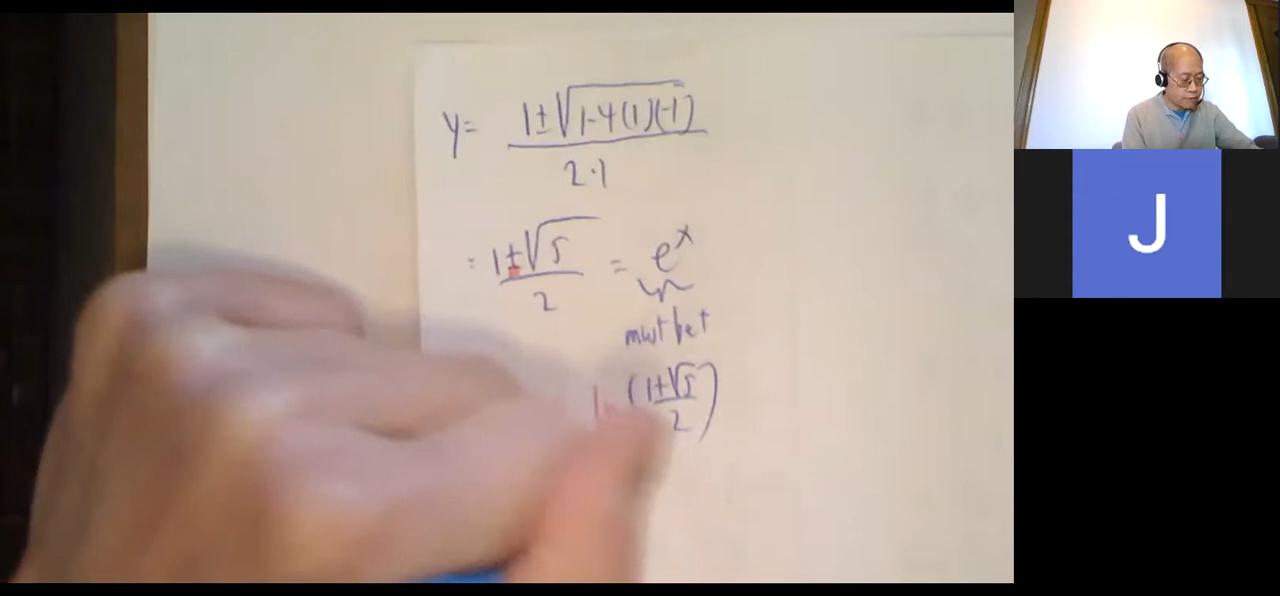 y = 1±√1-4(1)(-1)
2·1
= 1±√5 = e^x
2
must be +
ln (1±√5)
2
J